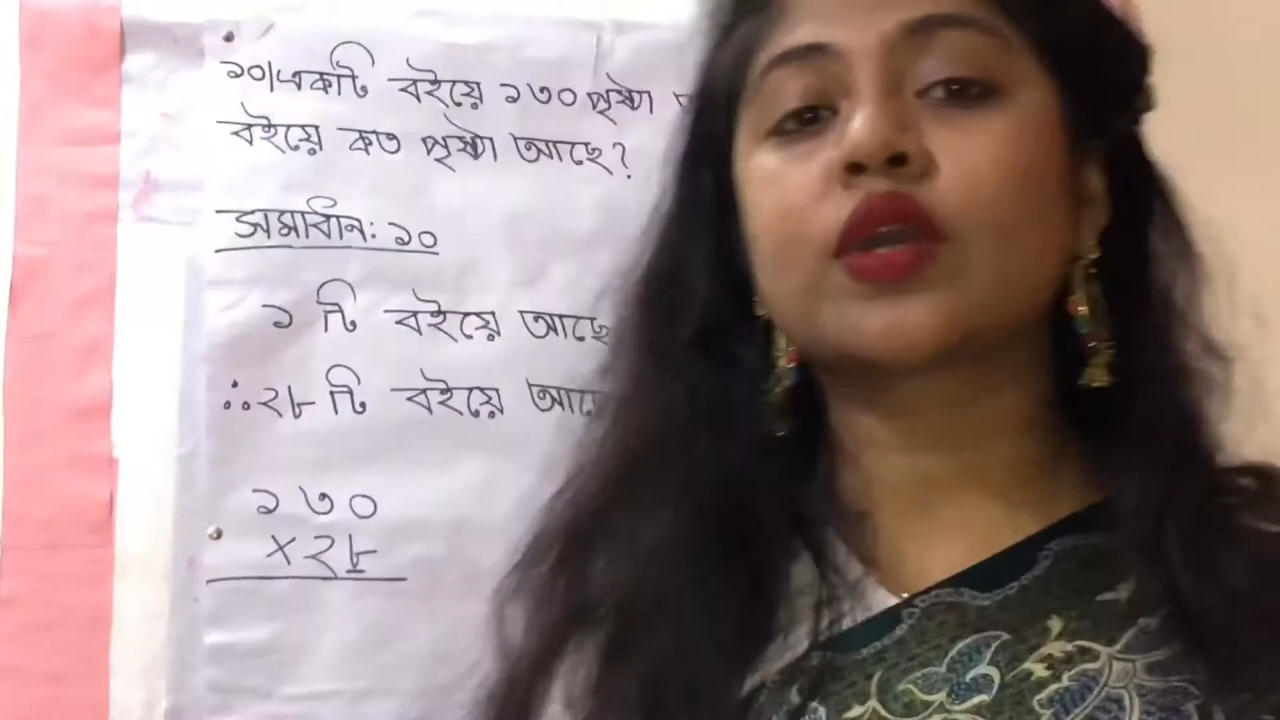 ১০।একটি বইয়ে ১৩০ পৃষ্ঠা
বইয়ে কত পৃষ্ঠা আছে?
সমাধান: ১০
১ টি বইয়ে আছে
∴২৮ টি বইয়ে আছে
১৩০
×২৮